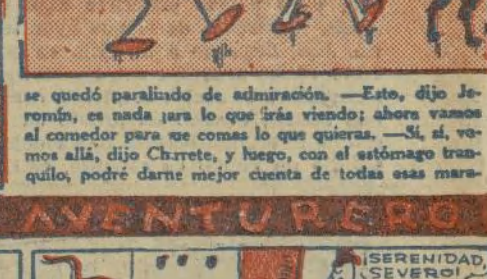 se quedó paralizado de admiración. —Esto, dijo Je-
romín, es nada para lo que irás viendo; ahora vamos
al comedor para que comas lo que quieras. —Sí, sí, va-
mos allá, dijo Charrete, y luego, con el estómago tran-
quilo, podré darme mejor cuenta de todas esas mara-
AVENTURERO
SERENIDAD,
SEVERO!